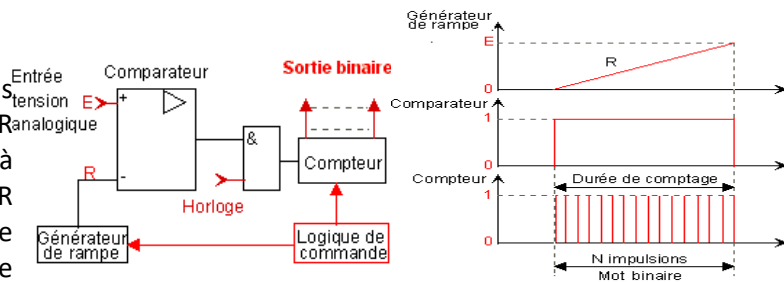 s
R
à
R
e
e
Entrée
tension
analogique
Comparateur
Sortie binaire
E
+
R
-
&
Compteur
Horloge
Générateur
de rampe
Logique de
commande
Générateur
de rampe
E
R
0
Comparateur
1
0
Compteur
Durée de comptage
1
0
N impulsions
Mot binaire